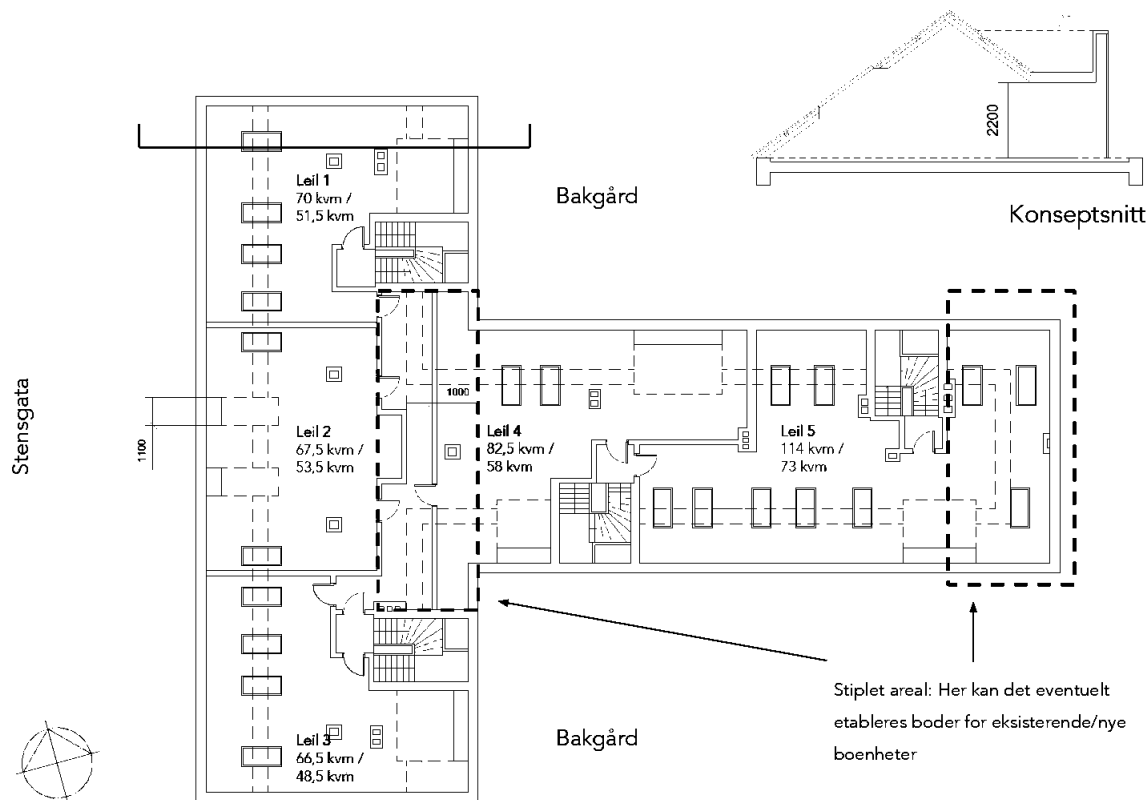 2200
Konseptsnitt
Bakgård
Leil 1
70 kvm /
51,5 kvm
Stensgata
1100
Leil 2
67,5 kvm /
53,5 kvm
1000
Leil 4
82,5 kvm /
58 kvm
Leil 5
114 kvm /
73 kvm
Leil 3
66,5 kvm /
48,5 kvm
Bakgård
Stiplet areal: Her kan det eventuelt
etableres boder for eksisterende/nye
boenheter